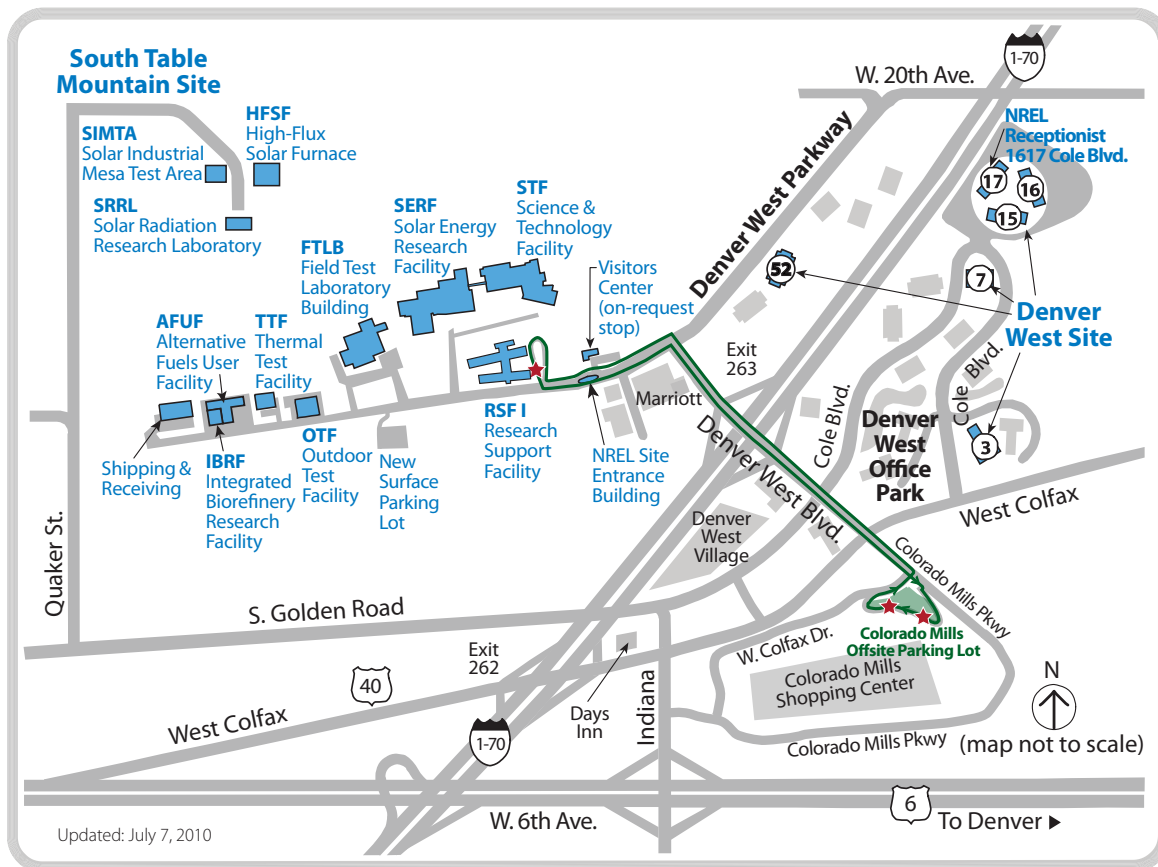 South Table
Mountain Site
SIMTA
Solar Industrial
Mesa Test Area
HFSF
High-Flux
Solar Furnace
SRRL
Solar Radiation
Research Laboratory
SERF
Solar Energy
Research
Facility
STF
Science &
Technology
Facility
FTLB
Field Test
Laboratory
Building
Visitors
Center
(on-request
stop)
AFUF
Alternative
Fuels User
Facility
TTF
Thermal
Test
Facility
Shipping &
Receiving
IBRF
Integrated
Biorefinery
Research
Facility
OTF
Outdoor
Test
Facility
New
Surface
Parking
Lot
RSF I
Research
Support
Facility
NREL Site
Entrance
Building
Marriott
Denver West Parkway
W. 20th Ave.
1-70
NREL
Receptionist
1617 Cole Blvd.
17
16
15
52
7
Denver
West Site
3
Exit
263
Cole Blvd.
Cole Blvd.
Denver
West
Office
Park
Denver West Blvd.
Denver
West
Village
West Colfax
Colorado Mills Pkwy
Colorado Mills
Offsite Parking Lot
W. Colfax Dr.
Colorado Mills
Shopping Center
Colorado Mills Pkwy
N
(map not to scale)
Quaker St.
S. Golden Road
Exit
262
40
West Colfax
Days
Inn
Indiana
1-70
W. 6th Ave.
6
To Denver ▶
Updated: July 7, 2010